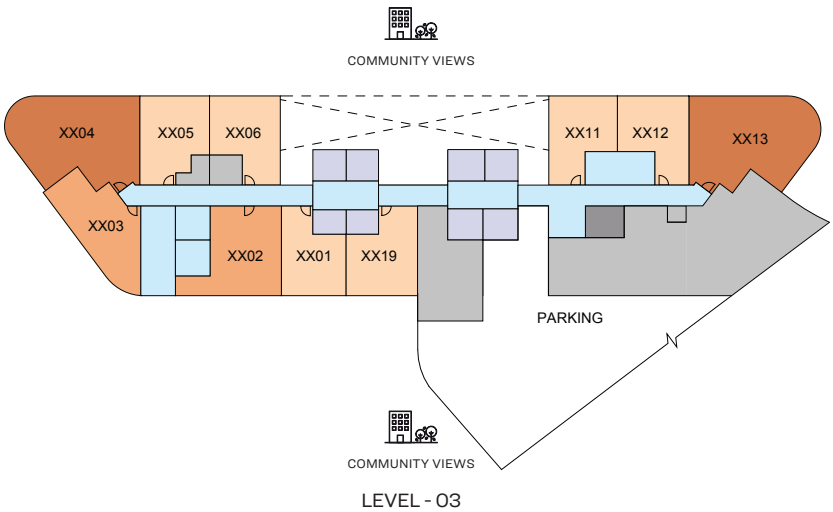 COMMUNITY VIEWS
XX04
XX05
XX06
XX11
XX12
XX13
XX03
XX02
XX01
XX19
PARKING
COMMUNITY VIEWS
LEVEL - 03